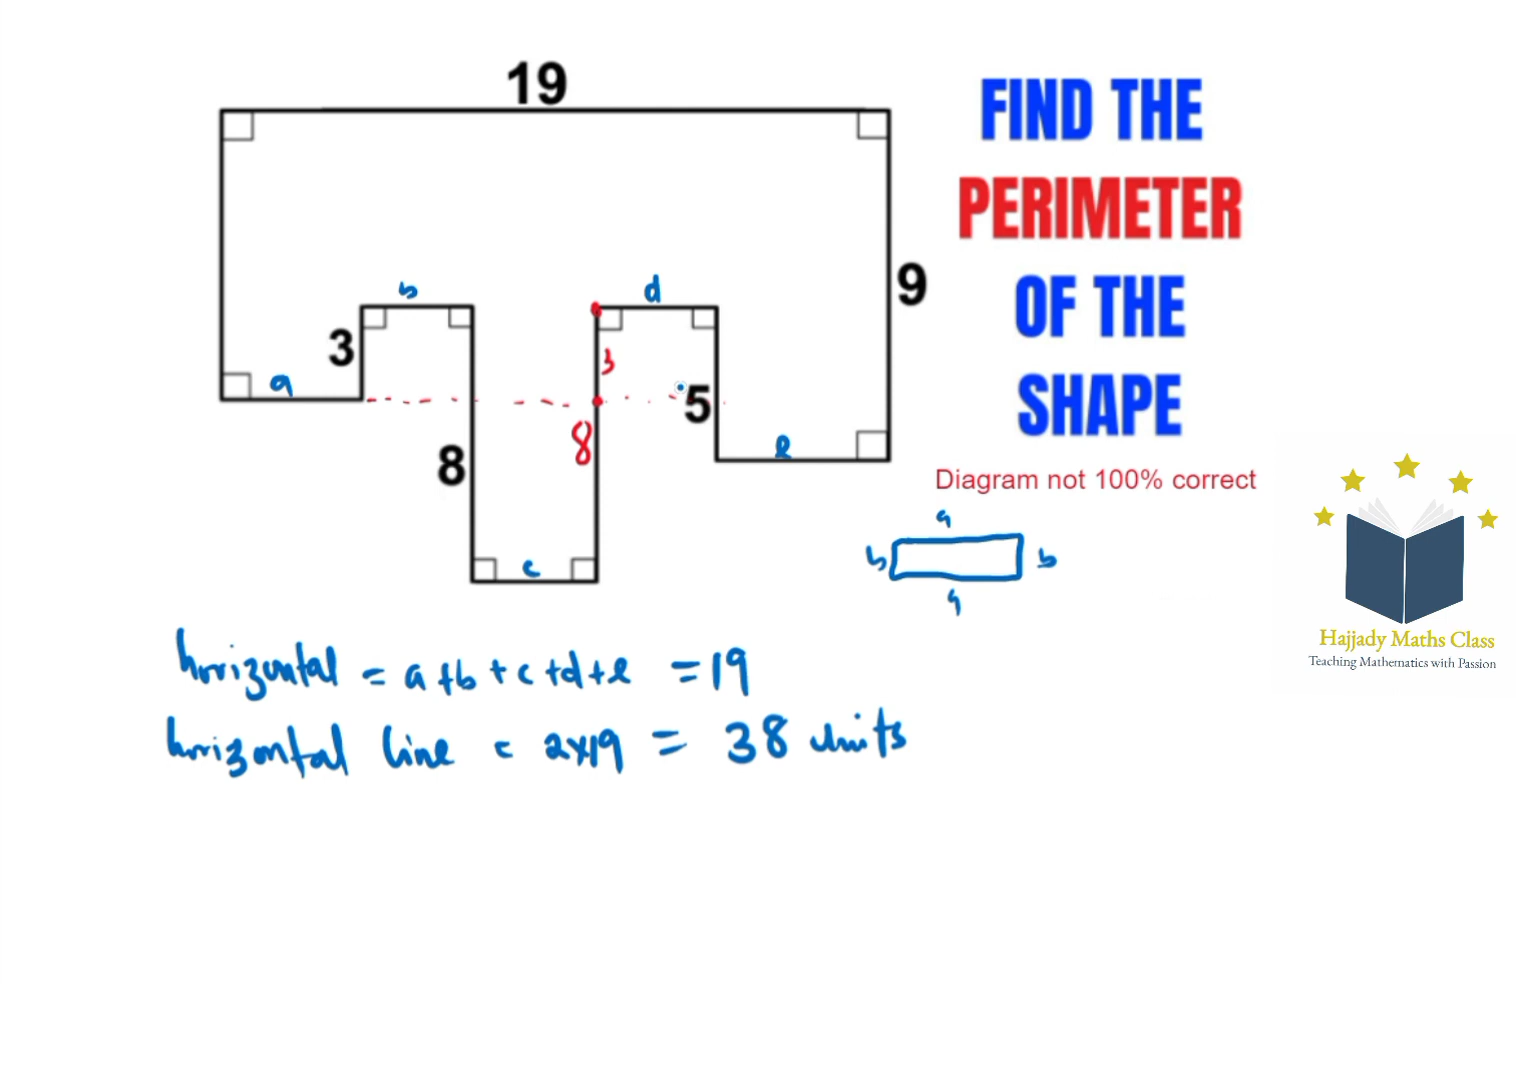 19
FIND THE
PERIMETER
OF THE
SHAPE
9
b
d
3
3
a
5
8
8
e
c
Diagram not 100% correct
a
b
b
a
Hajjady Maths Class
Teaching Mathematics with Passion
horizontal = a+b+c+d+e =19
horizontal line = 2x19 = 38 units